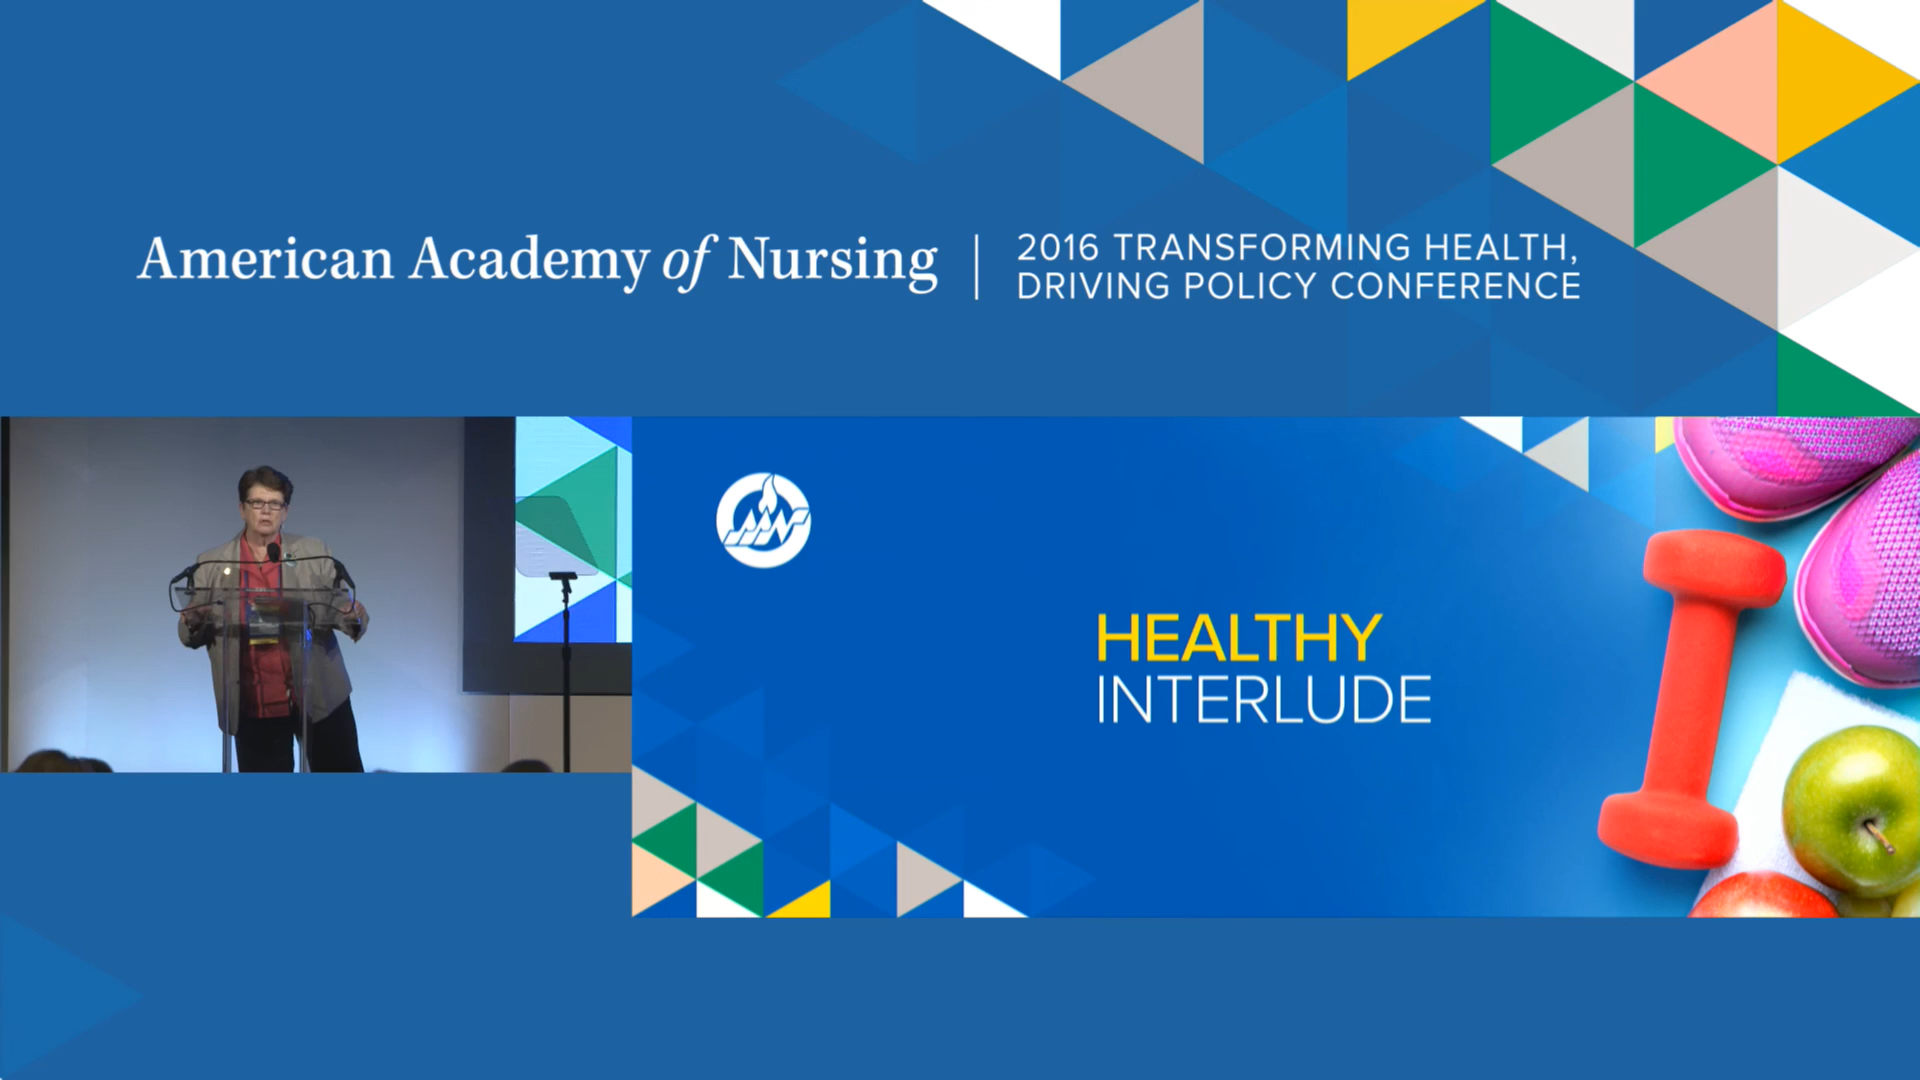 American Academy of Nursing
2016 TRANSFORMING HEALTH,
DRIVING POLICY CONFERENCE
HEALTHY
INTERLUDE